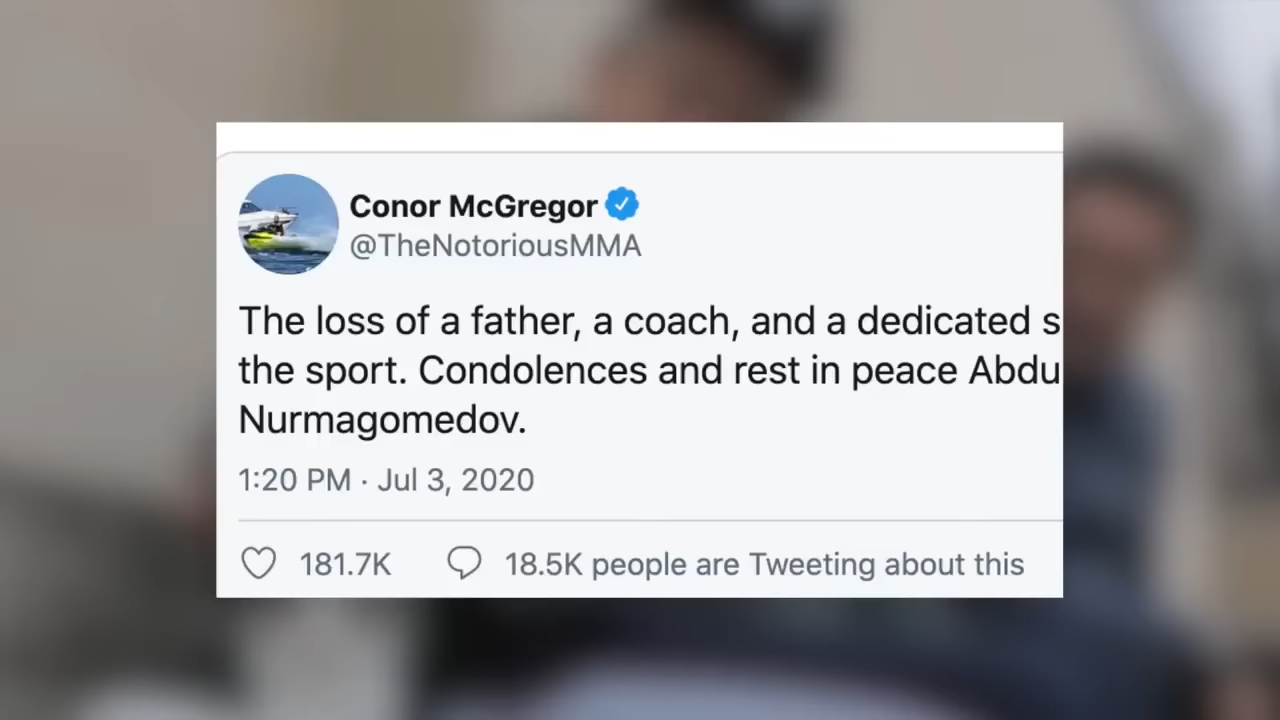 Conor McGregor
@TheNotoriousMMA
The loss of a father, a coach, and a dedicated s
the sport. Condolences and rest in peace Abdu
Nurmagomedov.
1:20 PM · Jul 3, 2020
181.7K 18.5K people are Tweeting about this